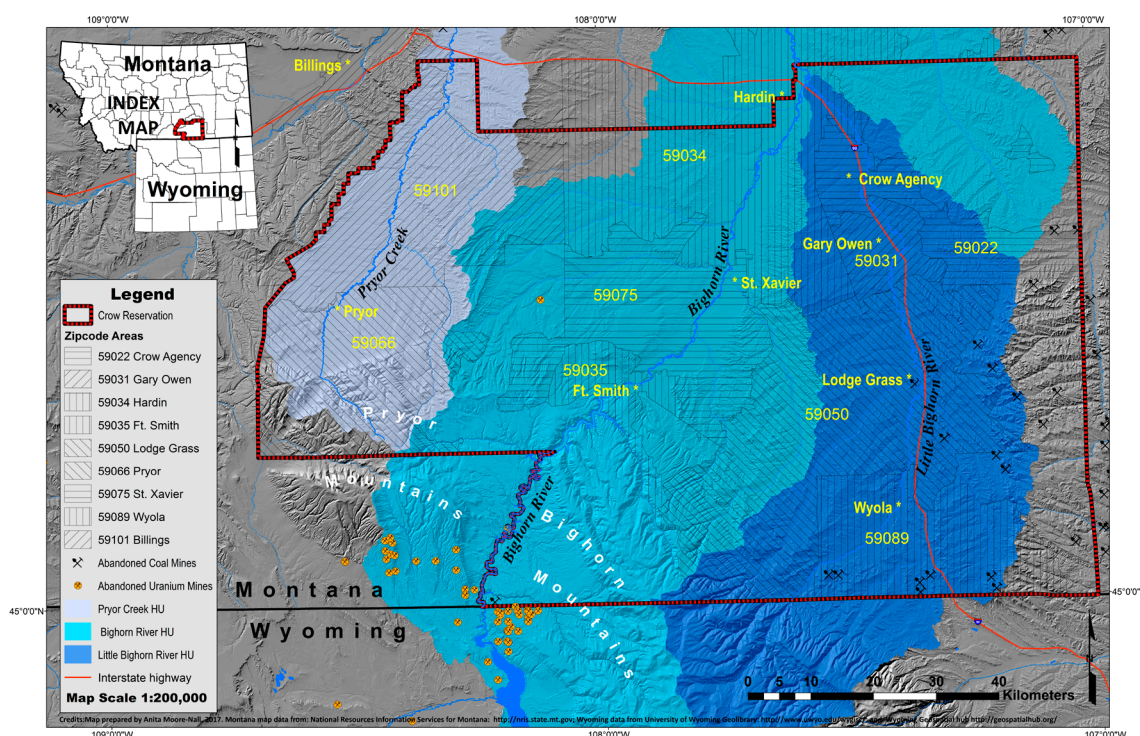 109°0'0"W
108°0'0"W
107°0'0"W
Montana
INDEX
MAP
Wyoming
Billings *
Hardin *
59034
59101
* Crow Agency
Pryor Creek
Bighorn River
Gary Owen *
59031
59022
59075
* St. Xavier
* Pryor
59066
59035
Ft. Smith *
Lodge Grass *
59050
Little Bighorn River
Pryor
Mountains
Bighorn River
Bighorn
Mountains
Wyola *
59089
Montana
Wyoming
45°0'0"N
45°0'0"
Legend
Crow Reservation
Zipcode Areas
59022 Crow Agency
59031 Gary Owen
59034 Hardin
59035 Ft. Smith
59050 Lodge Grass
59066 Pryor
59075 St. Xavier
59089 Wyola
59101 Billings
Abandoned Coal Mines
Abandoned Uranium Mines
Pryor Creek HU
Bighorn River HU
Little Bighorn River HU
Interstate highway
Map Scale 1:200,000
0 5 10 20 30 40
Kilometers
Credits:Map prepared by Anita Moore-Nall, 2017. Montana map data from: National Resources Information Services for Montana: http://nris.state.mt.gov; Wyoming data from University of Wyoming Geolibrary: and Wyoming Geospatial hub http://geospatialhub.org/
109°0'0"W
108°0'0"W
107°0'0"W